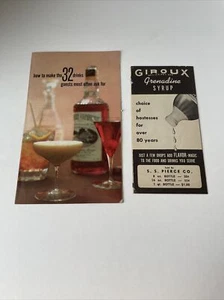 how to make the 32 drinks
guests most often ask for
GIROUX
Grenadine
SYRUP
choice
of
hostesses
for
over
80 years
JUST A FEW DROPS ADD FLAVOR MAGIC
TO THE FOOD AND DRINKS YOU SERVE
S. S. PIERCE CO.